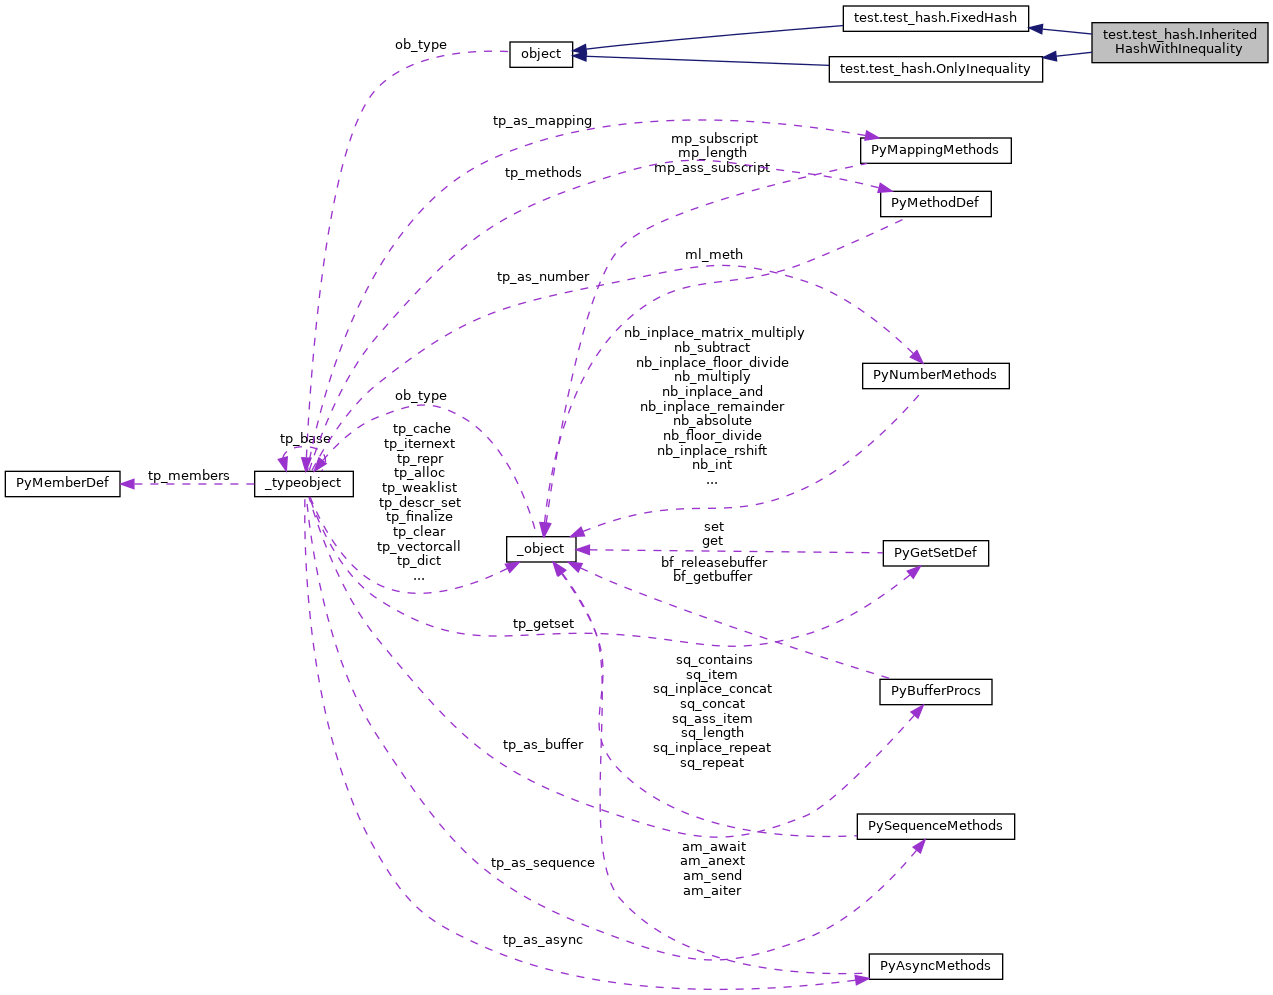 test.test_hash.FixedHash
test.test_hash.Inherited
HashWithInequality
ob_type
object
test.test_hash.OnlyInequality
tp_as_mapping
mp_subscript
mp_length
mp_ass_subscript
PyMappingMethods
tp_methods
PyMethodDef
ml_meth
tp_as_number
nb_inplace_matrix_multiply
nb_subtract
nb_inplace_floor_divide
nb_multiply
nb_inplace_and
nb_inplace_remainder
nb_absolute
nb_floor_divide
nb_inplace_rshift
nb_int
...
PyNumberMethods
ob_type
tp_base
tp_cache
tp_iternext
tp_repr
tp_alloc
tp_weaklist
tp_descr_set
tp_finalize
tp_clear
tp_vectorcall
tp_dict
...
PyMemberDef
tp_members
_typeobject
_object
set
get
PyGetSetDef
bf_releasebuffer
bf_getbuffer
tp_getset
sq_contains
sq_item
sq_inplace_concat
sq_concat
sq_ass_item
sq_length
sq_inplace_repeat
sq_repeat
PyBufferProcs
tp_as_buffer
PySequenceMethods
am_await
am_anext
am_send
am_aiter
tp_as_sequence
tp_as_async
PyAsyncMethods